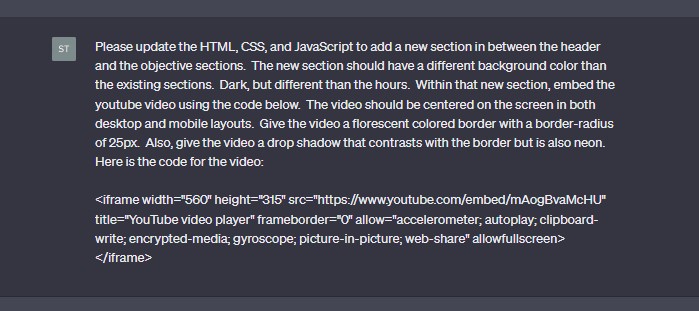 ST
Please update the HTML, CSS, and JavaScript to add a new section in between the header
and the objective sections.  The new section should have a different background color than
the existing sections.  Dark, but different than the hours.  Within that new section, embed the
youtube video using the code below.  The video should be centered on the screen in both
desktop and mobile layouts.  Give the video a florescent colored border with a border-radius
of 25px.  Also, give the video a drop shadow that contrasts with the border but is also neon.
Here is the code for the video:
<iframe width="560" height="315" src="https://www.youtube.com/embed/mAogBvaMcHU"
title="YouTube video player" frameborder="0" allow="accelerometer; autoplay; clipboard-
write; encrypted-media; gyroscope; picture-in-picture; web-share" allowfullscreen>
</iframe>